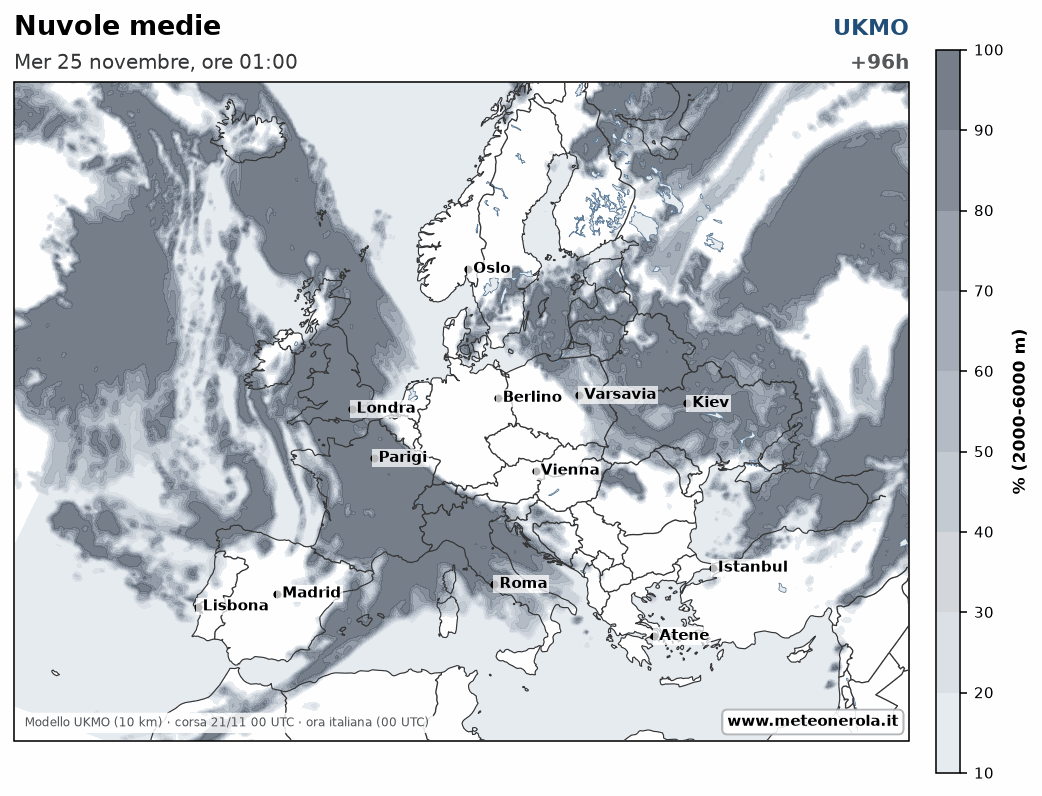 Nuvole medie
UKMO
Mer 25 novembre, ore 01:00
+96h
100
90
80
70
60
50
40
30
20
10
% (2000-6000 m)
Oslo
Londra
Berlino
Varsavia
Kiev
Parigi
Vienna
Istanbul
Roma
Madrid
Lisbona
Atene
Modello UKMO (10 km) · corsa 21/11 00 UTC · ora italiana (00 UTC)
www.meteonerola.it